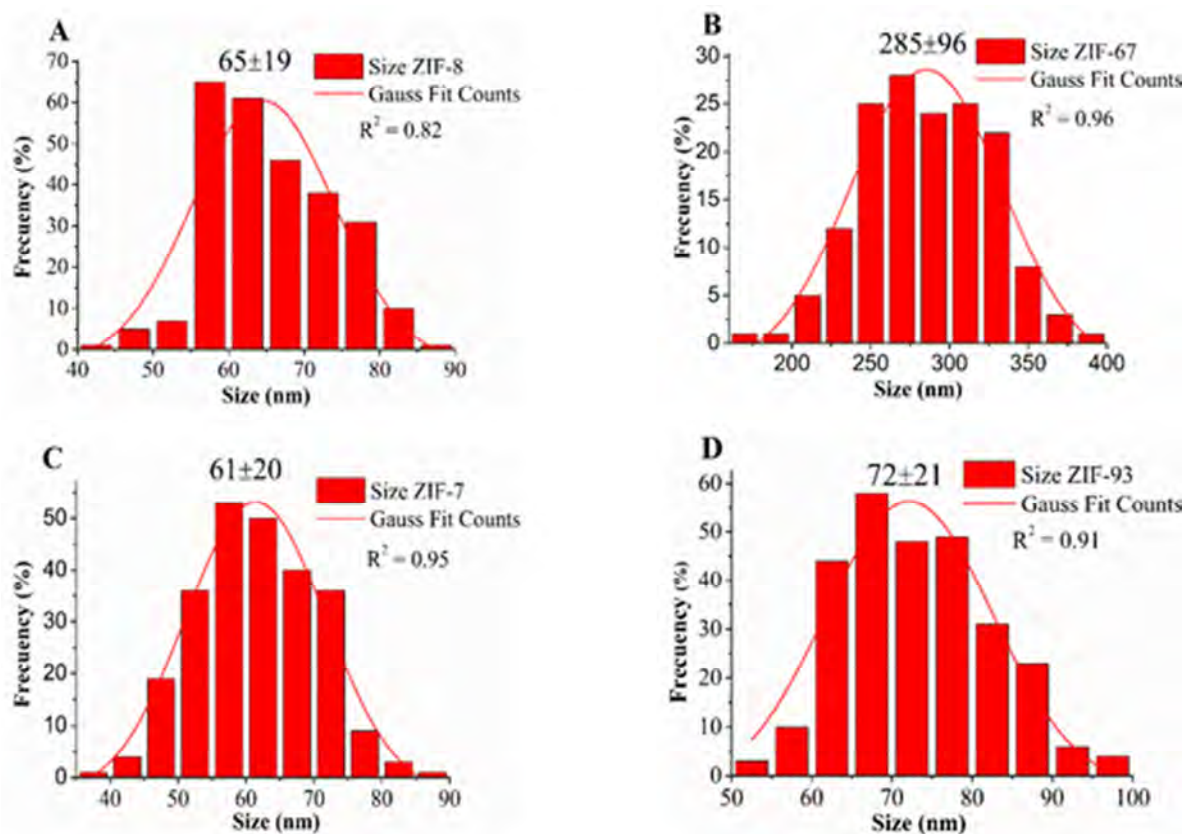 A
65±19
Size ZIF-8
Gauss Fit Counts
R² = 0.82
Frecuency (%)
70
60
50
40
30
20
10
0
40 50 60 70 80 90
Size (nm)
B
285±96
Size ZIF-67
Gauss Fit Counts
R² = 0.96
Frecuency (%)
30
25
20
15
10
5
0
200 250 300 350 400
Size (nm)
C
61±20
Size ZIF-7
Gauss Fit Counts
R² = 0.95
Frecuency (%)
50
40
30
20
10
0
40 50 60 70 80 90
Size (nm)
D
72±21
Size ZIF-93
Gauss Fit Counts
R² = 0.91
Frecuency (%)
60
50
40
30
20
10
0
50 60 70 80 90 100
Size (nm)